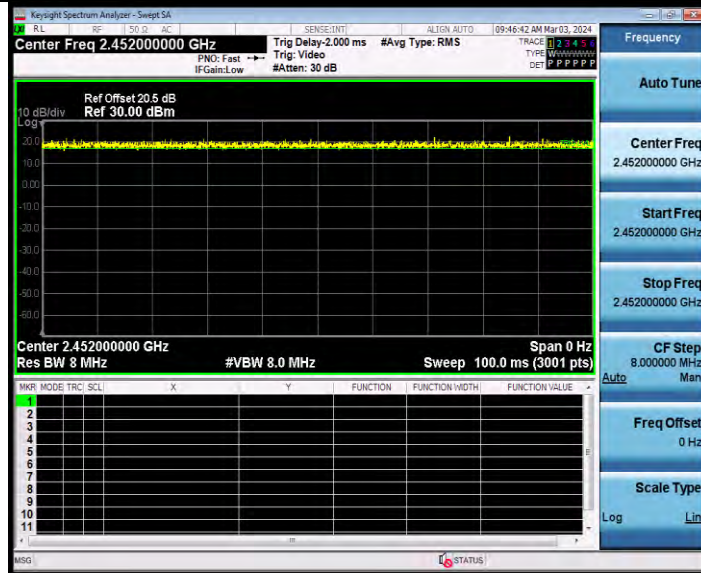 Keysight Spectrum Analyzer - Swept SA
LXI RL RF 50 Ω AC SENSE:INT ALIGN AUTO 09:46:42 AM Mar 03, 2024
Center Freq 2.452000000 GHz
PNO: Fast
IFGain:Low
Trig Delay-2.000 ms
Trig: Video
#Atten: 30 dB
#Avg Type: RMS
TRACE 1 2 3 4 5 6
TYPE
DET P P P P P P
Ref Offset 20.5 dB
10 dB/div Ref 30.00 dBm
Log
20.0
10.0
0.00
-10.0
-20.0
-30.0
-40.0
-50.0
-60.0
Center 2.452000000 GHz Span 0 Hz
Res BW 8 MHz #VBW 8.0 MHz Sweep 100.0 ms (3001 pts)
MKR MODE TRC SCL X Y FUNCTION FUNCTION WIDTH FUNCTION VALUE
1
2
3
4
5
6
7
8
9
10
11
MSG STATUS
Frequency
Auto Tune
Center Freq
2.452000000 GHz
Start Freq
2.452000000 GHz
Stop Freq
2.452000000 GHz
CF Step
8.000000 MHz
Auto Man
Freq Offset
0 Hz
Scale Type
Log Lin